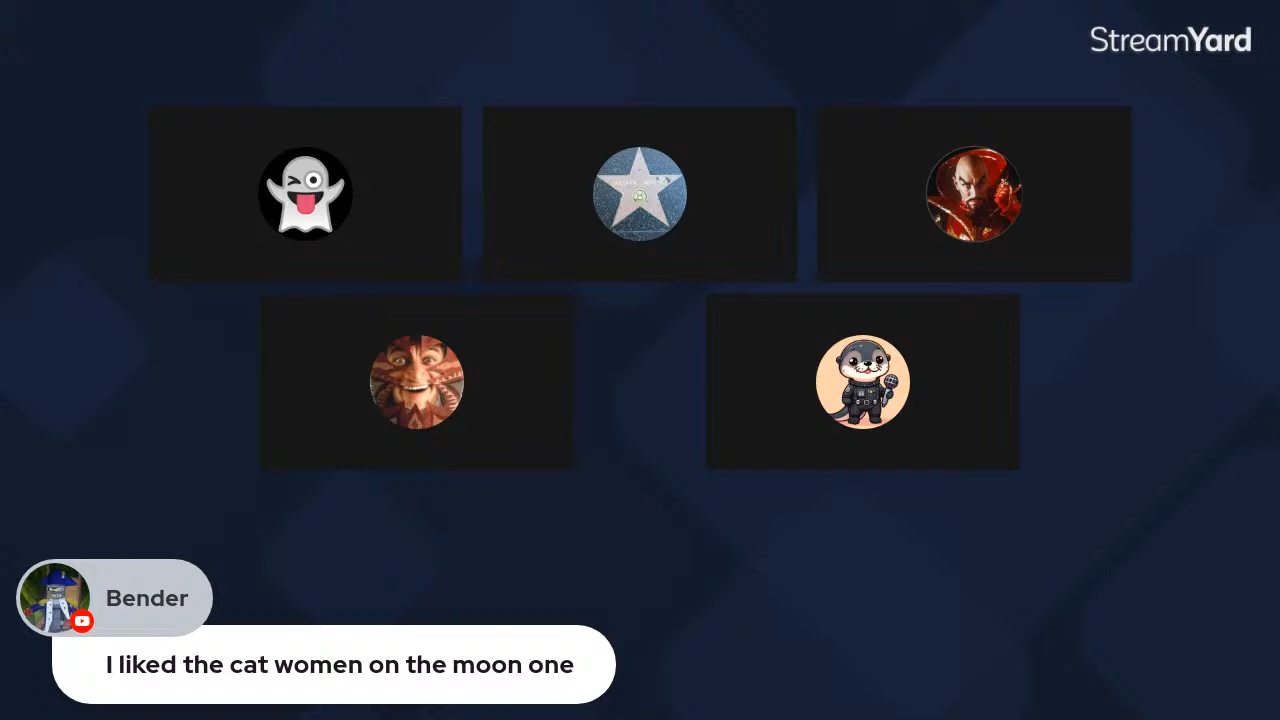 StreamYard
Bender
I liked the cat women on the moon one